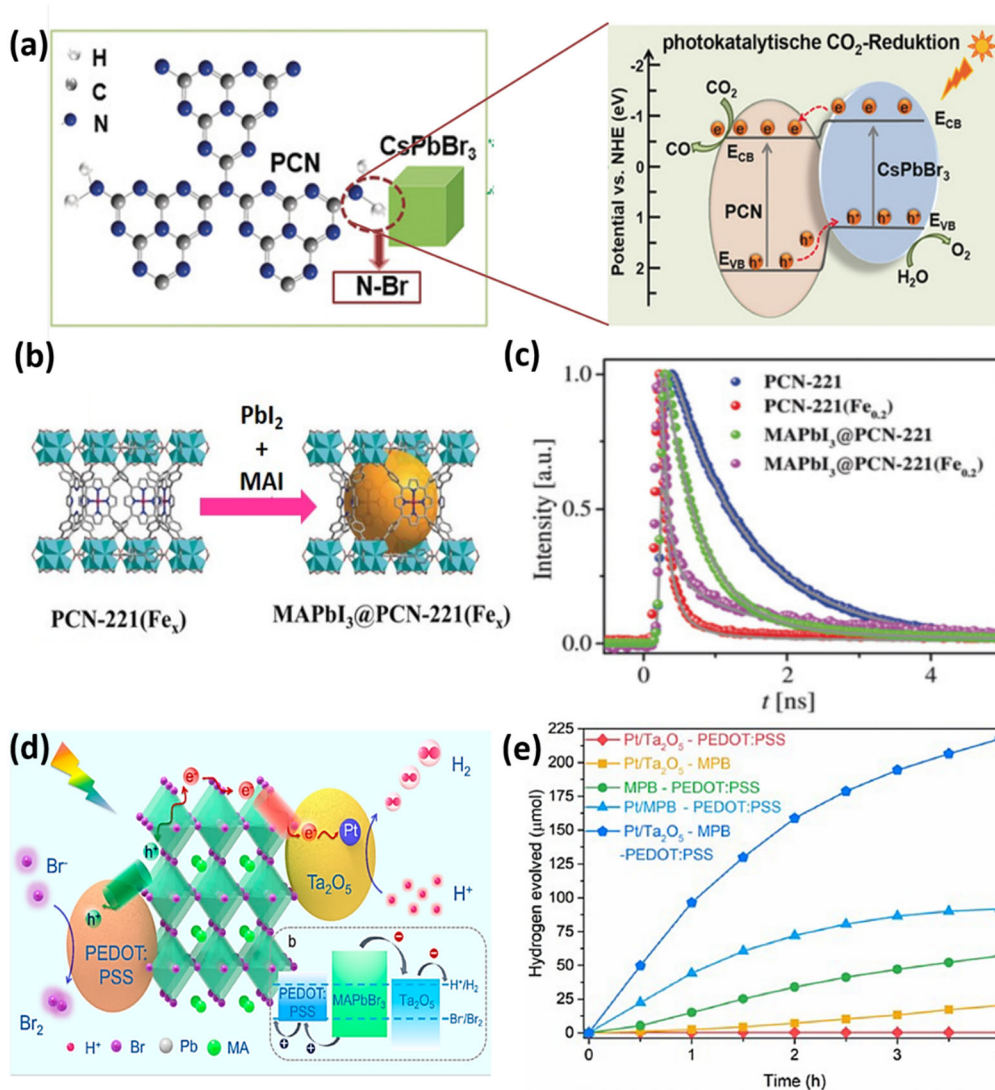 (a)
H
C
N
PCN
CsPbBr3
N-Br
photokatalytische CO2-Reduktion
Potential vs. NHE (eV)
-2
-1
0
1
2
CO2
CO
e e e e
e e e
ECB
ECB
PCN
CsPbBr3
h+ h+ h+
h+ h+ h+
EVB
EVB
O2
H2O
(b)
PbI2
+
MAI
PCN-221(Fex)
MAPbI3@PCN-221(Fex)
(c)
PCN-221
PCN-221(Fe0.2)
MAPbI3@PCN-221
MAPbI3@PCN-221(Fe0.2)
Intensity [a.u.]
1.0
0.5
0.0
0 2 4
t [ns]
(d)
e- e-
e-
h+
h+
Pt
Ta2O5
H2
H+
Br-
Br2
PEDOT:
PSS
b
PEDOT:
PSS
MAPbBr3
Ta2O5
H+/H2
Br-/Br2
H+ Br Pb MA
(e)
Pt/Ta2O5 - PEDOT:PSS
Pt/Ta2O5 - MPB
MPB - PEDOT:PSS
Pt/MPB - PEDOT:PSS
Pt/Ta2O5 - MPB
-PEDOT:PSS
Hydrogen evolved (μmol)
225
200
175
150
125
100
75
50
25
0
0 1 2 3
Time (h)